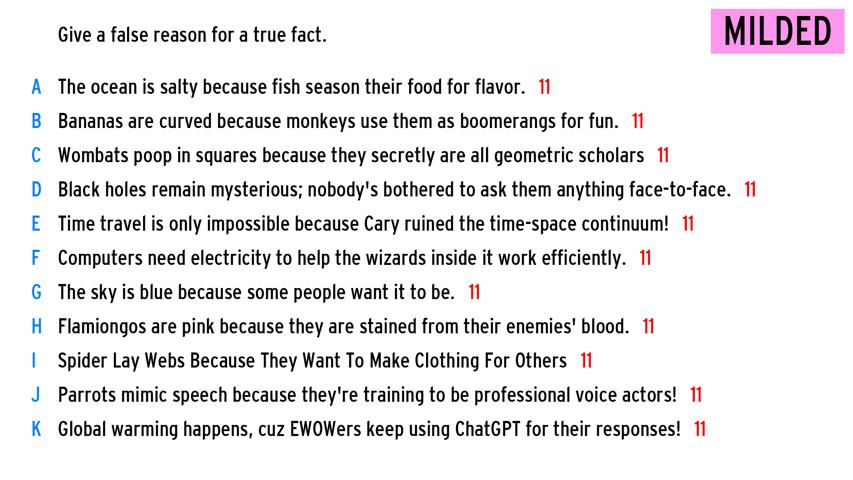 Give a false reason for a true fact.
MILDED
A The ocean is salty because fish season their food for flavor. 11
B Bananas are curved because monkeys use them as boomerangs for fun. 11
C Wombats poop in squares because they secretly are all geometric scholars 11
D Black holes remain mysterious; nobody's bothered to ask them anything face-to-face. 11
E Time travel is only impossible because Cary ruined the time-space continuum! 11
F Computers need electricity to help the wizards inside it work efficiently. 11
G The sky is blue because some people want it to be. 11
H Flamiongos are pink because they are stained from their enemies' blood. 11
I Spider Lay Webs Because They Want To Make Clothing For Others 11
J Parrots mimic speech because they're training to be professional voice actors! 11
K Global warming happens, cuz EWOWers keep using ChatGPT for their responses! 11